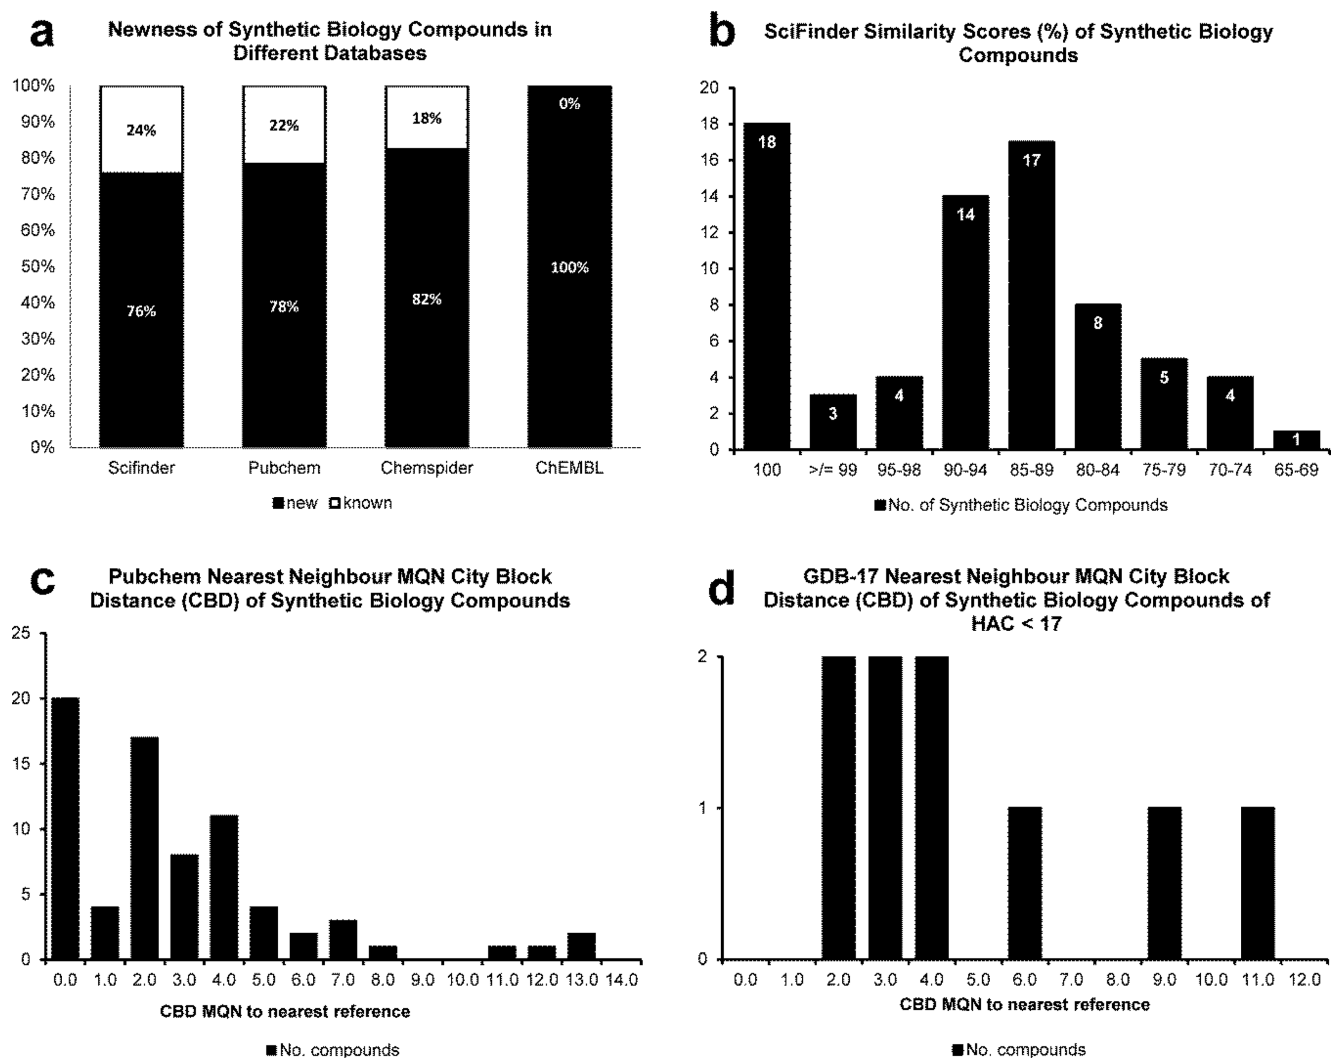 a
Newness of Synthetic Biology Compounds in
Different Databases
100%
90%
80%
70%
60%
50%
40%
30%
20%
10%
0%
24%
22%
18%
0%
76%
78%
82%
100%
Scifinder Pubchem Chemspider ChEMBL
new known
b
SciFinder Similarity Scores (%) of Synthetic Biology
Compounds
20
18
16
14
12
10
8
6
4
2
0
18
3
4
14
17
8
5
4
1
100 >/= 99 95-98 90-94 85-89 80-84 75-79 70-74 65-69
No. of Synthetic Biology Compounds
c
Pubchem Nearest Neighbour MQN City Block
Distance (CBD) of Synthetic Biology Compounds
25
20
15
10
5
0
0.0 1.0 2.0 3.0 4.0 5.0 6.0 7.0 8.0 9.0 10.0 11.0 12.0 13.0 14.0
CBD MQN to nearest reference
No. compounds
d
GDB-17 Nearest Neighbour MQN City Block
Distance (CBD) of Synthetic Biology Compounds of
HAC < 17
2
1
0
0.0 1.0 2.0 3.0 4.0 5.0 6.0 7.0 8.0 9.0 10.0 11.0 12.0
CBD MQN to nearest reference
No. compounds